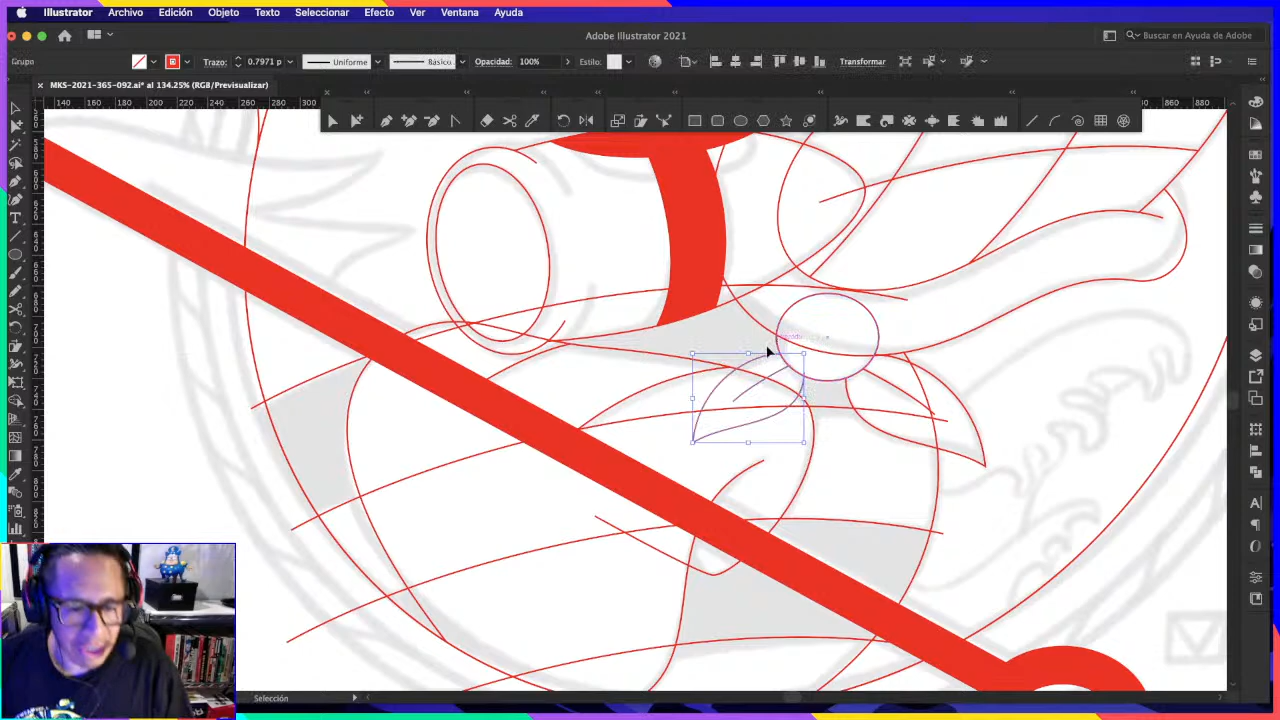 Illustrator Archivo Edición Objeto Texto Seleccionar Efecto Ver Ventana Ayuda
Adobe Illustrator 2021
Buscar en Ayuda de Adobe
Grupo
Trazo: 0.7971 p
Uniforme
Básico
Opacidad: 100%
Estilo:
Transformar
MKS-2021-365-092.ai* al 134.25% (RGB/Previsualizar)
140 160 180 200 220 240 260 280 300
860 880
Selección